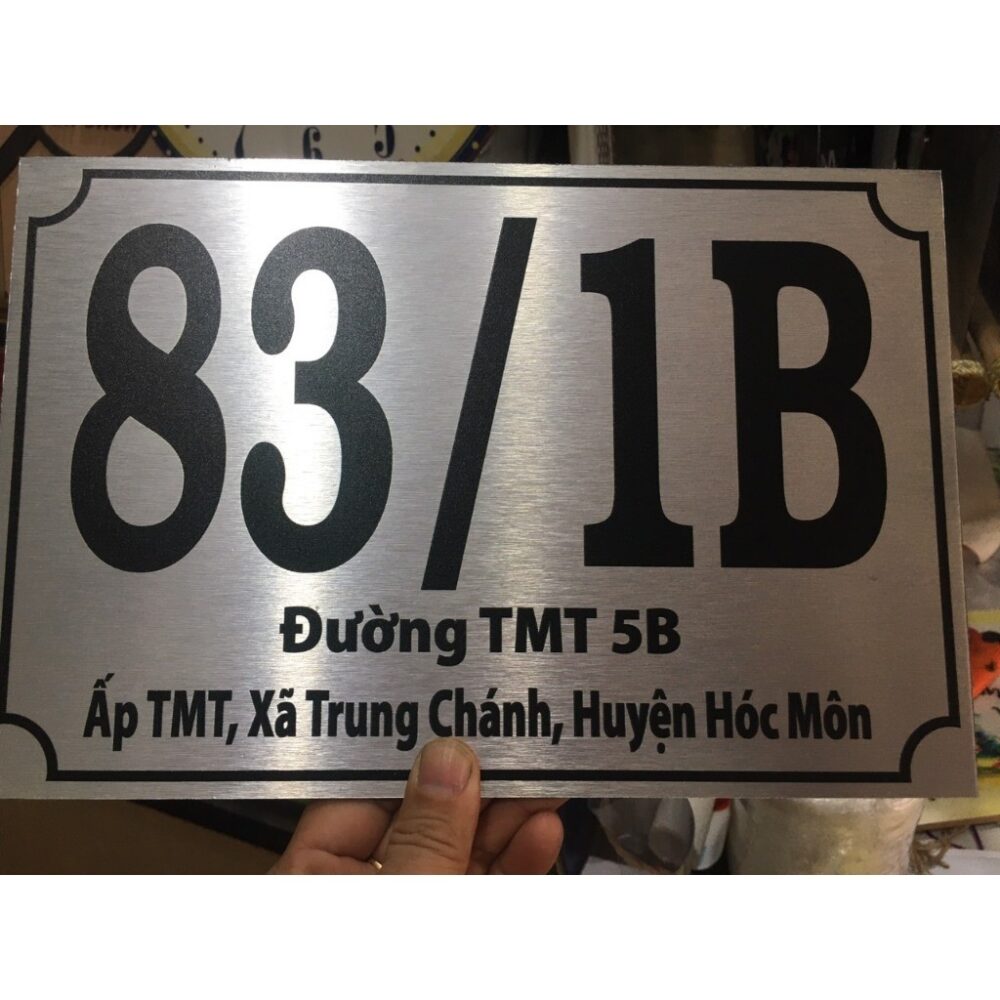 83/1B
Đường TMT 5B
Ấp TMT, Xã Trung Chánh, Huyện Hóc Môn